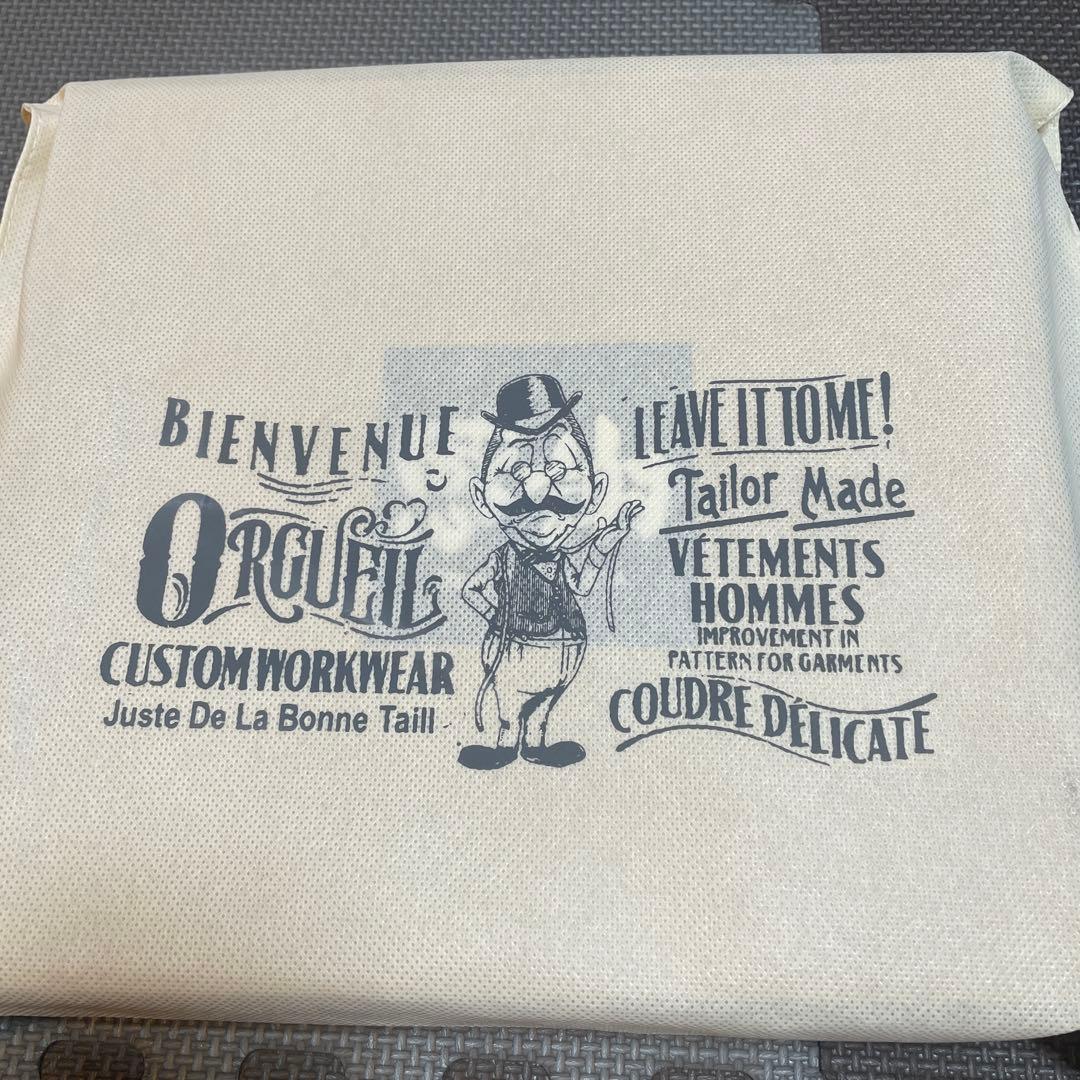 BIENVENUE
ORGUEIL
CUSTOM WORKWEAR
Juste De La Bonne Taill
LEAVE IT TO ME!
Tailor Made
VÊTEMENTS
HOMMES
IMPROVEMENT IN
PATTERN FOR GARMENTS
COUDRE DÉLICATE